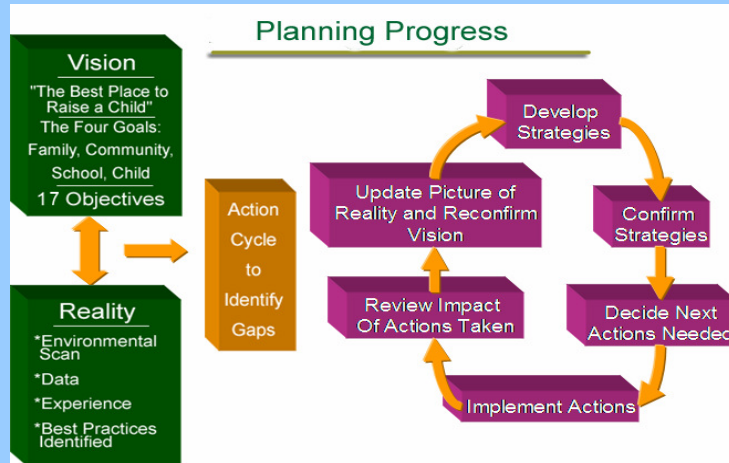 Planning Progress
Vision
"The Best Place to
Raise a Child"
The Four Goals:
Family, Community,
School, Child
17 Objectives
Reality
*Environmental
Scan
*Data
*Experience
*Best Practices
Identified
Action
Cycle
to
Identify
Gaps
Develop
Strategies
Confirm
Strategies
Decide Next
Actions Needed
Implement Actions
Review Impact
Of Actions Taken
Update Picture of
Reality and Reconfirm
Vision